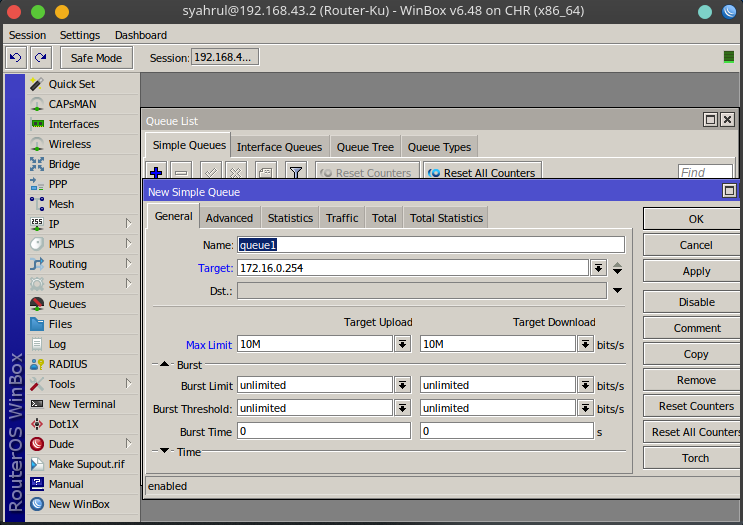 syahrul@192.168.43.2 (Router-Ku) - WinBox v6.48 on CHR (x86_64)
Session Settings Dashboard
Safe Mode Session: 192.168.4...
RouterOS WinBox
Quick Set
CAPsMAN
Interfaces
Wireless
Bridge
PPP
Mesh
IP
MPLS
Routing
System
Queues
Files
Log
RADIUS
Tools
New Terminal
Dot1X
Dude
Make Supout.rif
Manual
New WinBox
Queue List
Simple Queues Interface Queues Queue Tree Queue Types
Reset Counters Reset All Counters Find
New Simple Queue
General Advanced Statistics Traffic Total Total Statistics
Name: queue1
Target: 172.16.0.254
Dst.:
Target Upload Target Download
Max Limit 10M 10M bits/s
Burst
Burst Limit unlimited unlimited bits/s
Burst Threshold: unlimited unlimited bits/s
Burst Time 0 0 s
Time
enabled
OK
Cancel
Apply
Disable
Comment
Copy
Remove
Reset Counters
Reset All Counters
Torch